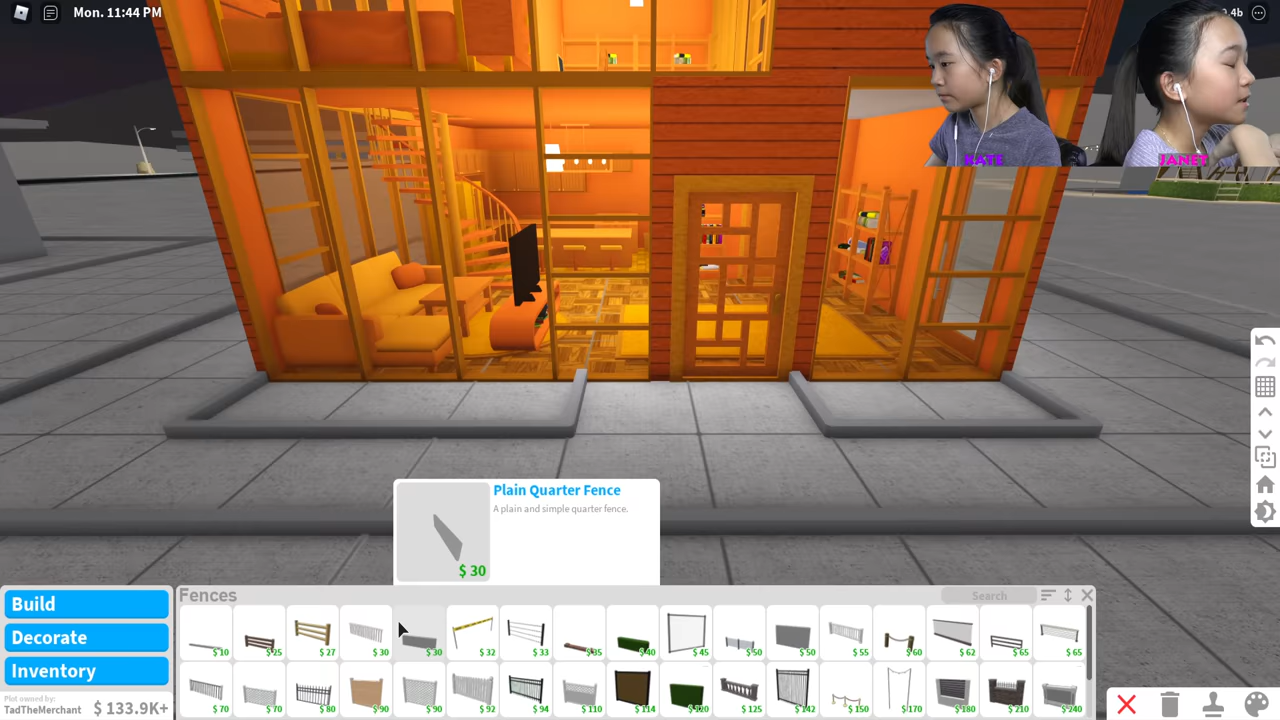 Mon. 11:44 PM
.4b
KATE
JANET
Plain Quarter Fence
A plain and simple quarter fence.
$ 30
Build
Decorate
Inventory
Plot owned by:
TadTheMerchant
$ 133.9K+
Fences
Search
$10 $25 $27 $30 $30 $32 $33 $35 $40 $45 $50 $50 $55 $60 $62 $65 $65
$70 $70 $80 $90 $90 $92 $94 $110 $114 $120 $125 $142 $150 $170 $180 $210 $240